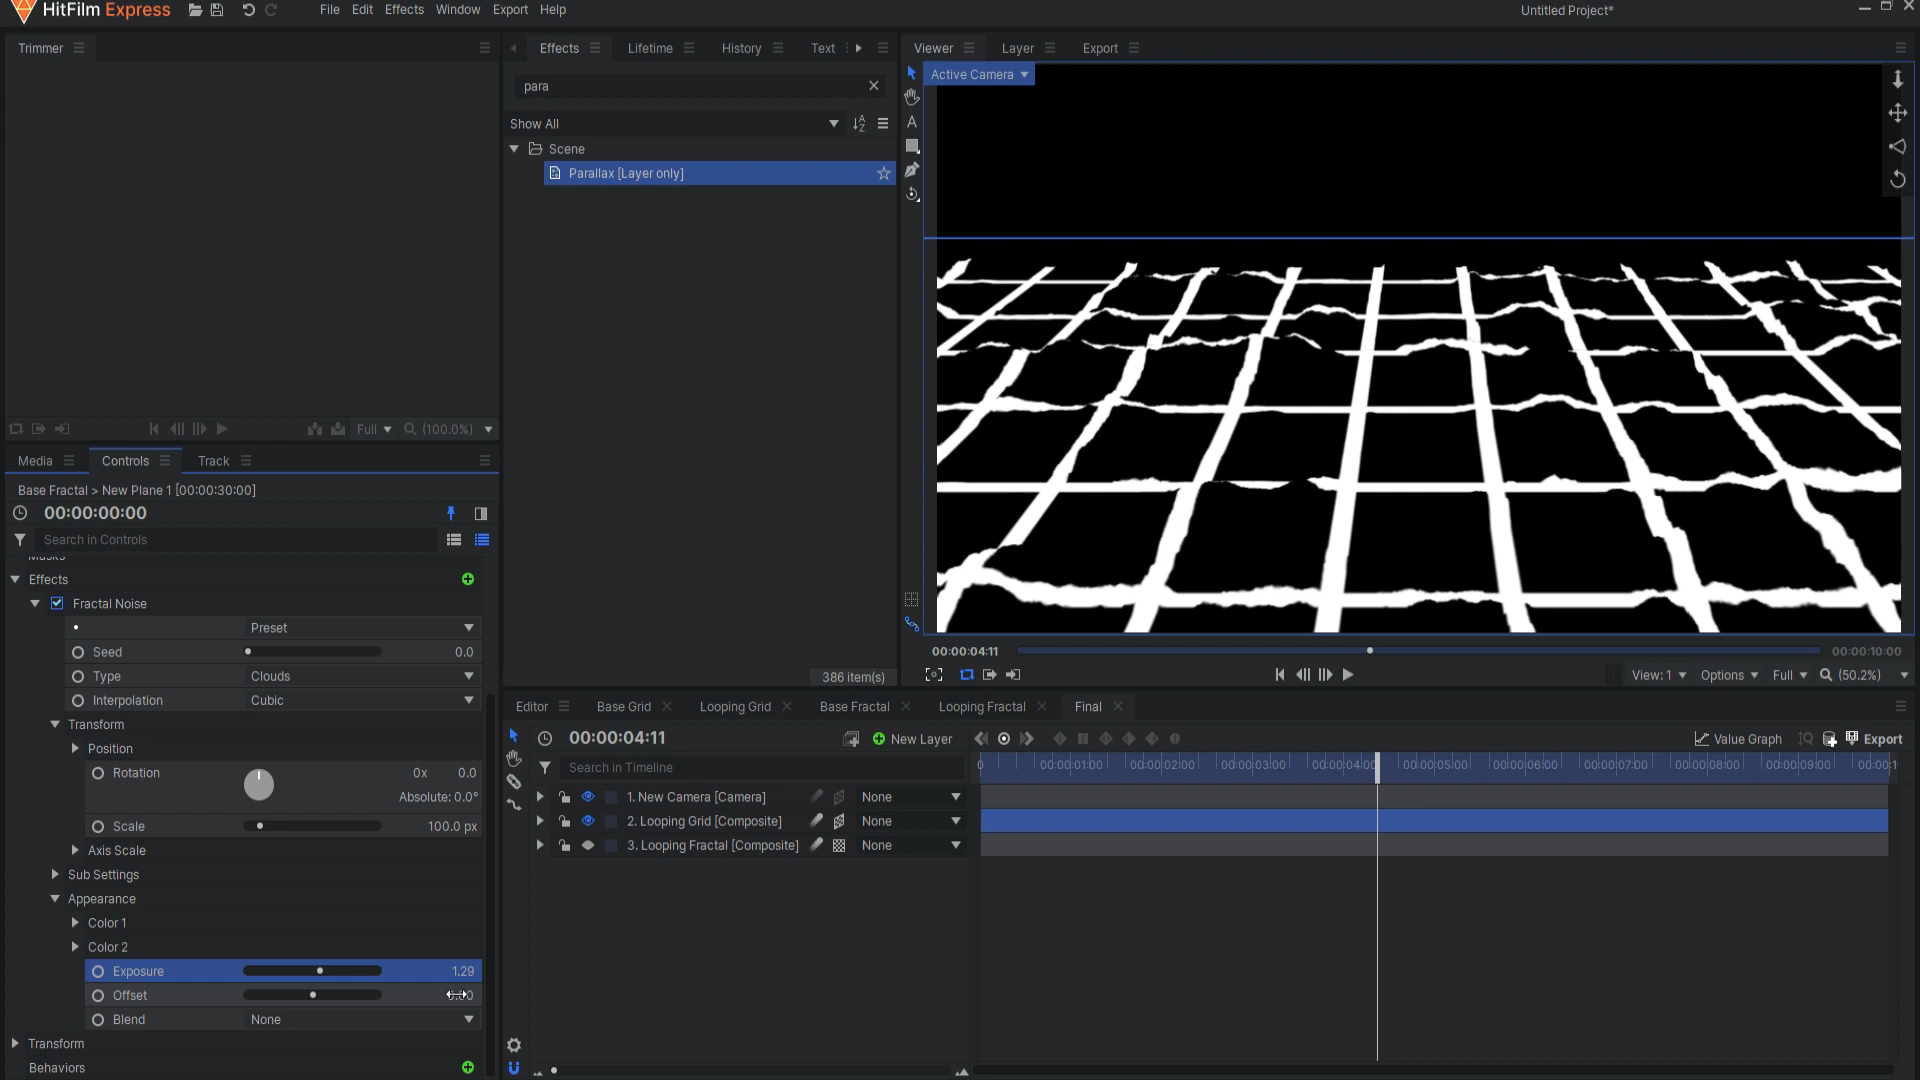 HitFilm Express File Edit Effects Window Export Help Untitled Project*
Trimmer
Effects Lifetime History Text
Viewer Layer Export
para
Active Camera
Show All
Scene
Parallax [Layer only]
Full (100.0%)
Media Controls Track
Base Fractal > New Plane 1 [00:00:30:00]
00:00:00:00
Search in Controls
Masks
Effects
Fractal Noise
Preset
Seed 0.0
Type Clouds
Interpolation Cubic
Transform
Position
Rotation 0x 0.0
Absolute: 0.0°
Scale 100.0 px
Axis Scale
Sub Settings
Appearance
Color 1
Color 2
Exposure 1.29
Offset
Blend None
Transform
Behaviors
386 item(s)
00:00:04:11 00:00:10:00
View: 1 Options Full (50.2%)
Editor Base Grid Looping Grid Base Fractal Looping Fractal Final
00:00:04:11 New Layer Value Graph Export
Search in Timeline
0 00:00:01:00 00:00:02:00 00:00:03:00 00:00:04:00 00:00:05:00 00:00:06:00 00:00:07:00 00:00:08:00 00:00:09:00 00:00:1
1. New Camera [Camera] None
2. Looping Grid [Composite] None
3. Looping Fractal [Composite] None